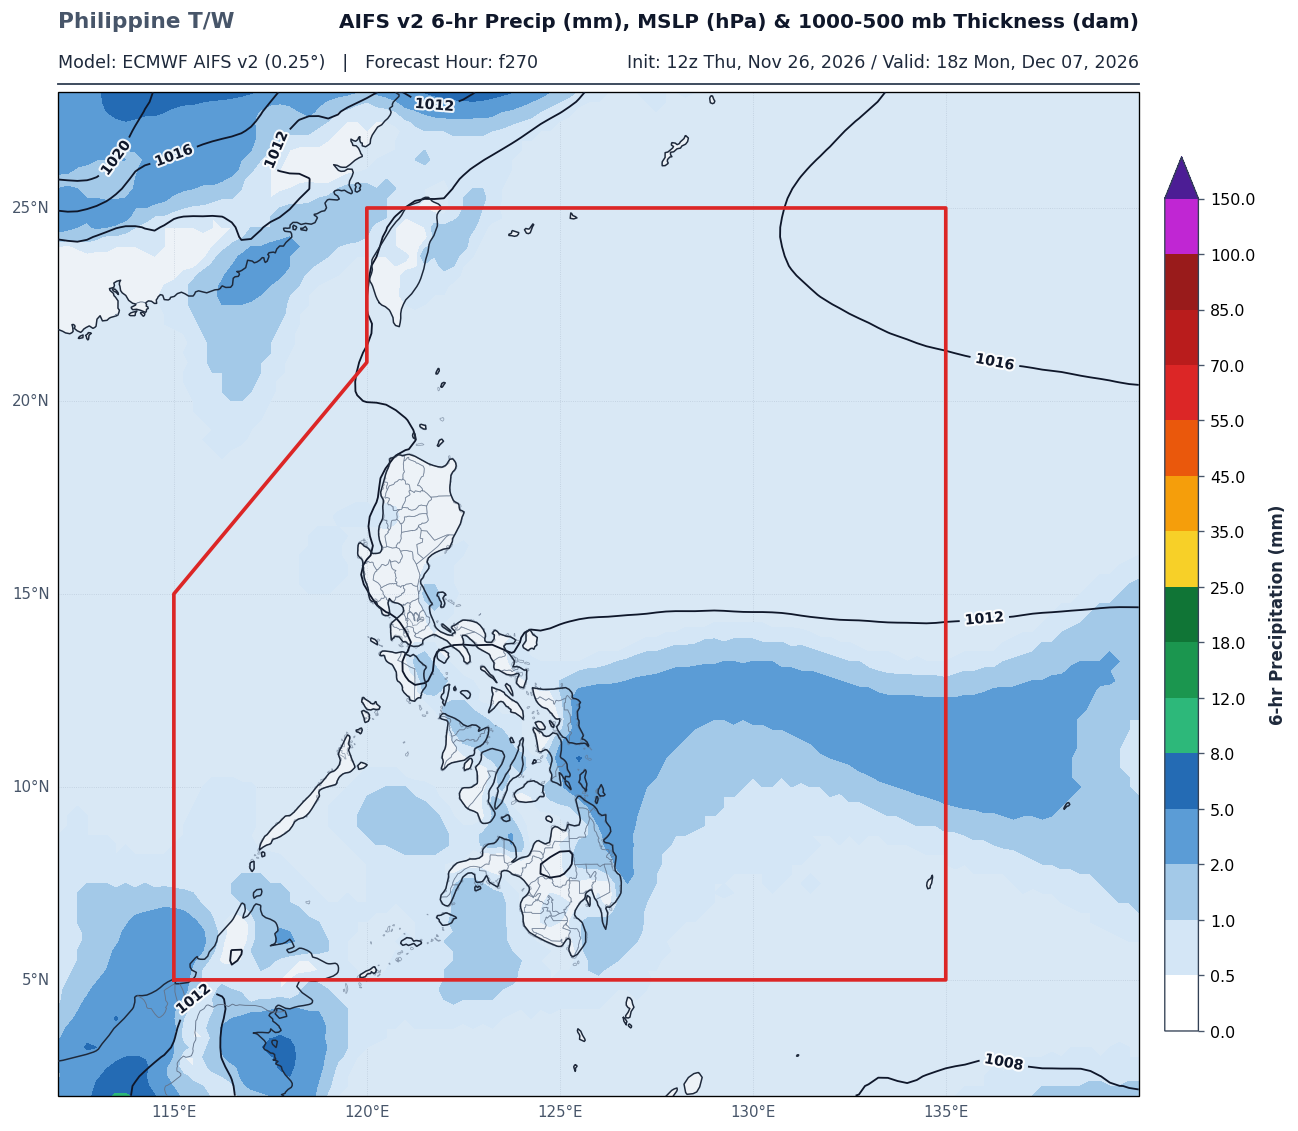 Philippine T/W
AIFS v2 6-hr Precip (mm), MSLP (hPa) & 1000-500 mb Thickness (dam)
Model: ECMWF AIFS v2 (0.25°) | Forecast Hour: f270
Init: 12z Thu, Nov 26, 2026 / Valid: 18z Mon, Dec 07, 2026
1012
1020
1016
1012
1016
1012
1012
1008
25°N
20°N
15°N
10°N
5°N
115°E
120°E
125°E
130°E
135°E
150.0
100.0
85.0
70.0
55.0
45.0
35.0
25.0
18.0
12.0
8.0
5.0
2.0
1.0
0.5
0.0
6-hr Precipitation (mm)